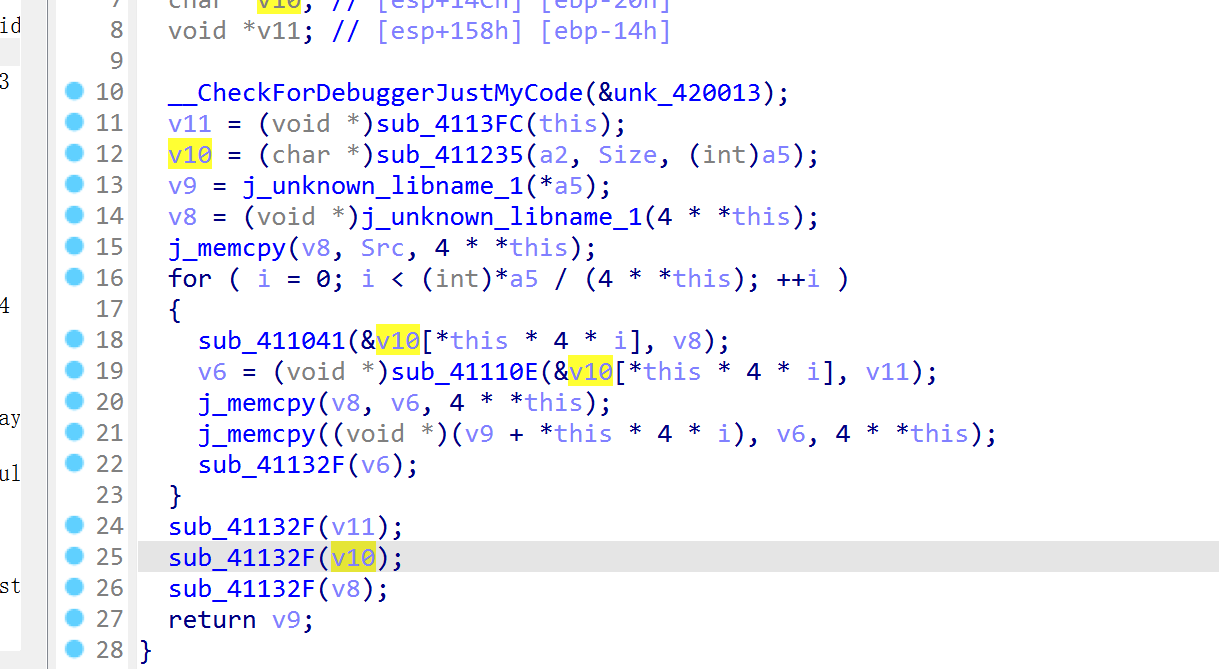 7 char *v10; // [esp+14Ch] [ebp-20h]
id
8 void *v11; // [esp+158h] [ebp-14h]
9
3
10 __CheckForDebuggerJustMyCode(&unk_420013);
11 v11 = (void *)sub_4113FC(this);
12 v10 = (char *)sub_411235(a2, Size, (int)a5);
13 v9 = j_unknown_libname_1(*a5);
14 v8 = (void *)j_unknown_libname_1(4 * *this);
15 j_memcpy(v8, Src, 4 * *this);
16 for ( i = 0; i < (int)*a5 / (4 * *this); ++i )
4
17 {
18 sub_411041(&v10[*this * 4 * i], v8);
19 v6 = (void *)sub_41110E(&v10[*this * 4 * i], v11);
20 j_memcpy(v8, v6, 4 * *this);
ay
21 j_memcpy((void *)(v9 + *this * 4 * i), v6, 4 * *this);
ul
22 sub_41132F(v6);
23 }
24 sub_41132F(v11);
25 sub_41132F(v10);
st
26 sub_41132F(v8);
27 return v9;
28 }